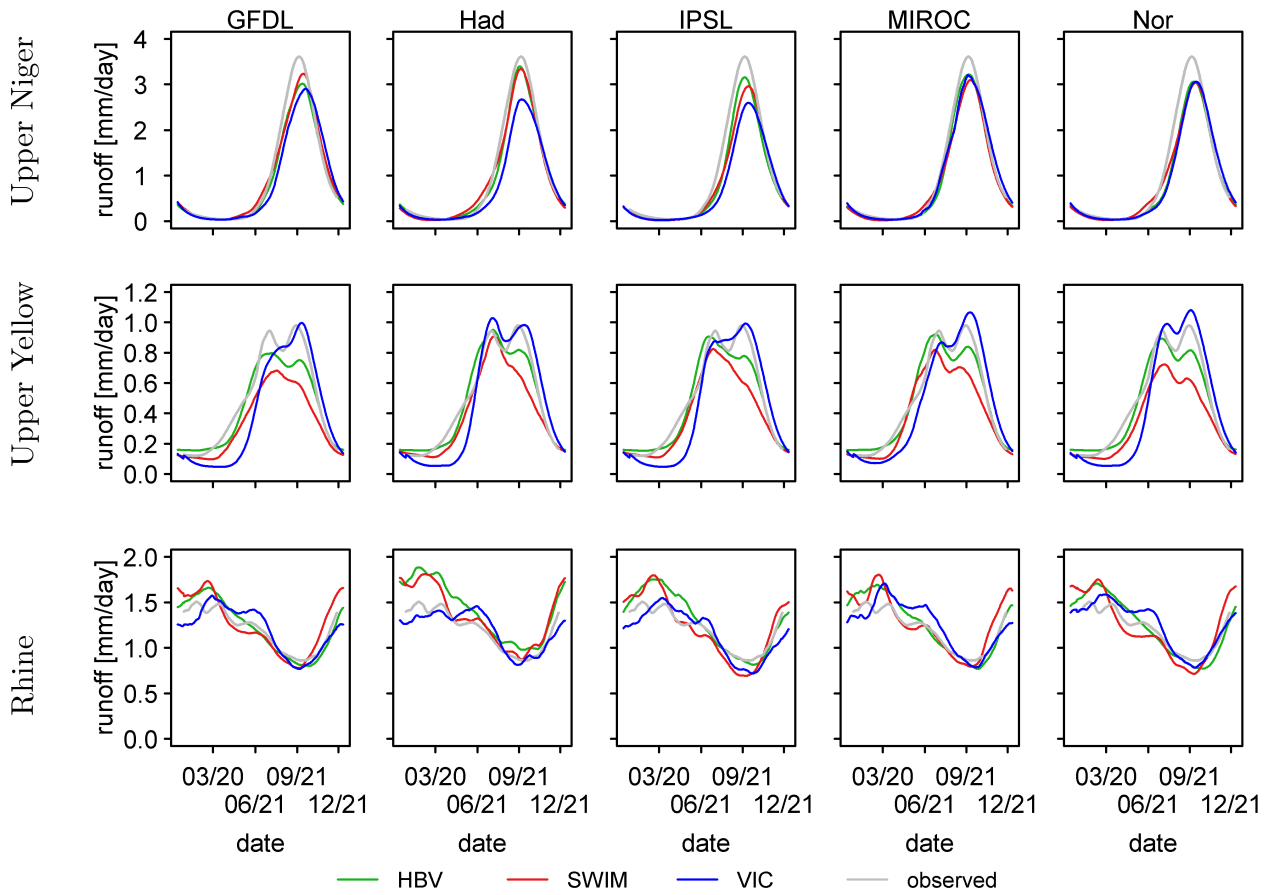 GFDL Had IPSL MIROC Nor
Upper Niger
runoff [mm/day]
4
3
2
1
0
Upper Yellow
runoff [mm/day]
1.2
1.0
0.8
0.6
0.4
0.2
0.0
Rhine
runoff [mm/day]
2.0
1.5
1.0
0.5
0.0
03/20 09/21 03/20 09/21 03/20 09/21 03/20 09/21 03/20 09/21
06/21 12/21 06/21 12/21 06/21 12/21 06/21 12/21 06/21 12/21
date date date date date
HBV SWIM VIC observed